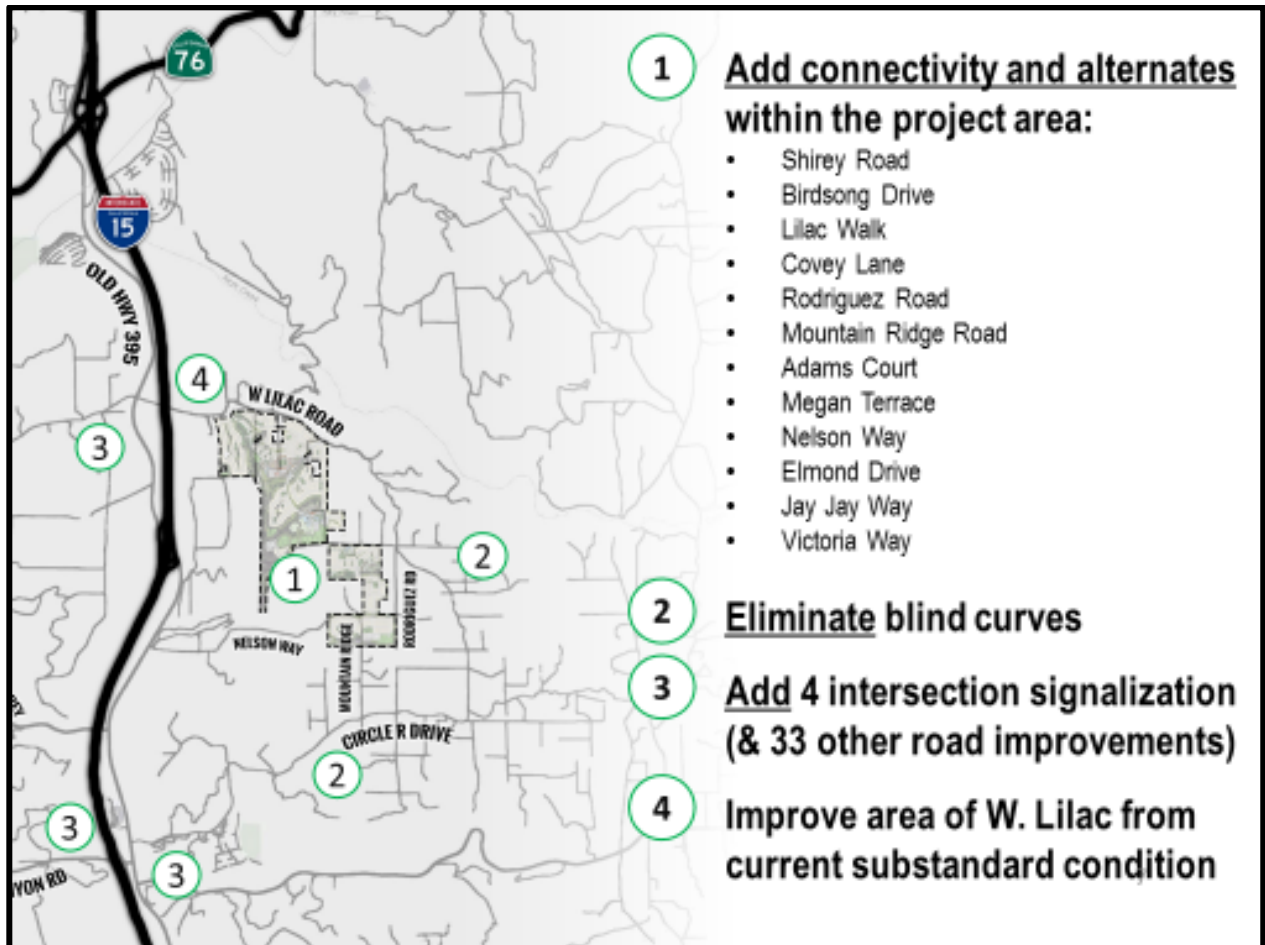 76
INTERSTATE
CALIFORNIA
15
OLD HWY 395
4
W LILAC ROAD
3
2
1
RODRIGUEZ RD
NELSON WAY
MOUNTAIN RIDGE
CIRCLE R DRIVE
2
3
3
YON RD
1 Add connectivity and alternates
within the project area:
• Shirey Road
• Birdsong Drive
• Lilac Walk
• Covey Lane
• Rodriguez Road
• Mountain Ridge Road
• Adams Court
• Megan Terrace
• Nelson Way
• Elmond Drive
• Jay Jay Way
• Victoria Way
2 Eliminate blind curves
3 Add 4 intersection signalization
(& 33 other road improvements)
4 Improve area of W. Lilac from
current substandard condition